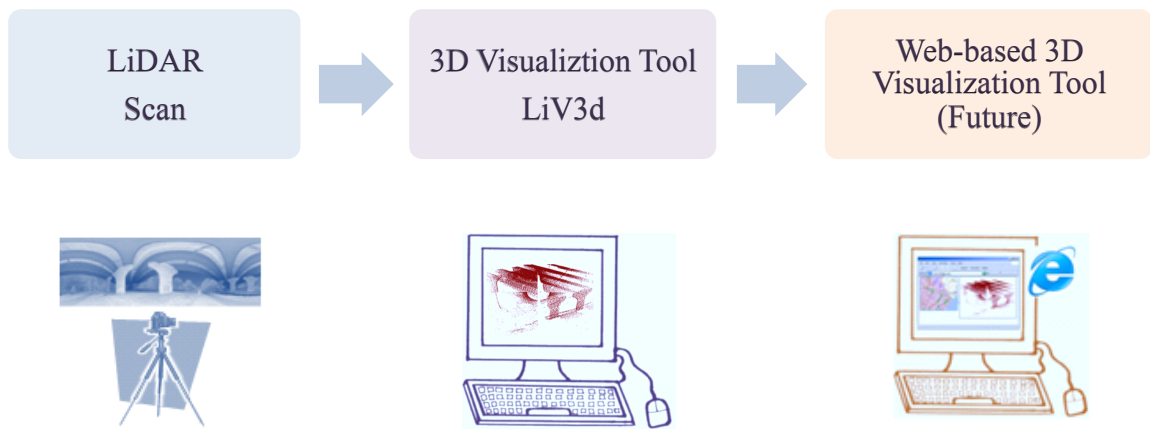 LiDAR
Scan
3D Visualiztion Tool
LiV3d
Web-based 3D
Visualization Tool
(Future)